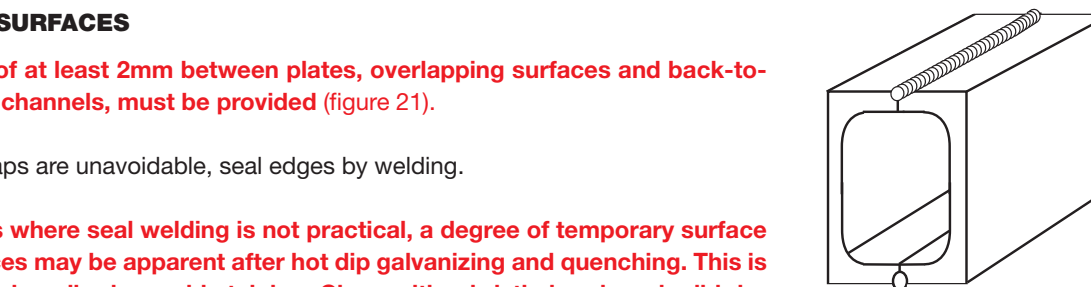 SURFACES
of at least 2mm between plates, overlapping surfaces and back-to-
channels, must be provided (figure 21).
aps are unavoidable, seal edges by welding.
s where seal welding is not practical, a degree of temporary surface
ces may be apparent after hot dip galvanizing and quenching. This is